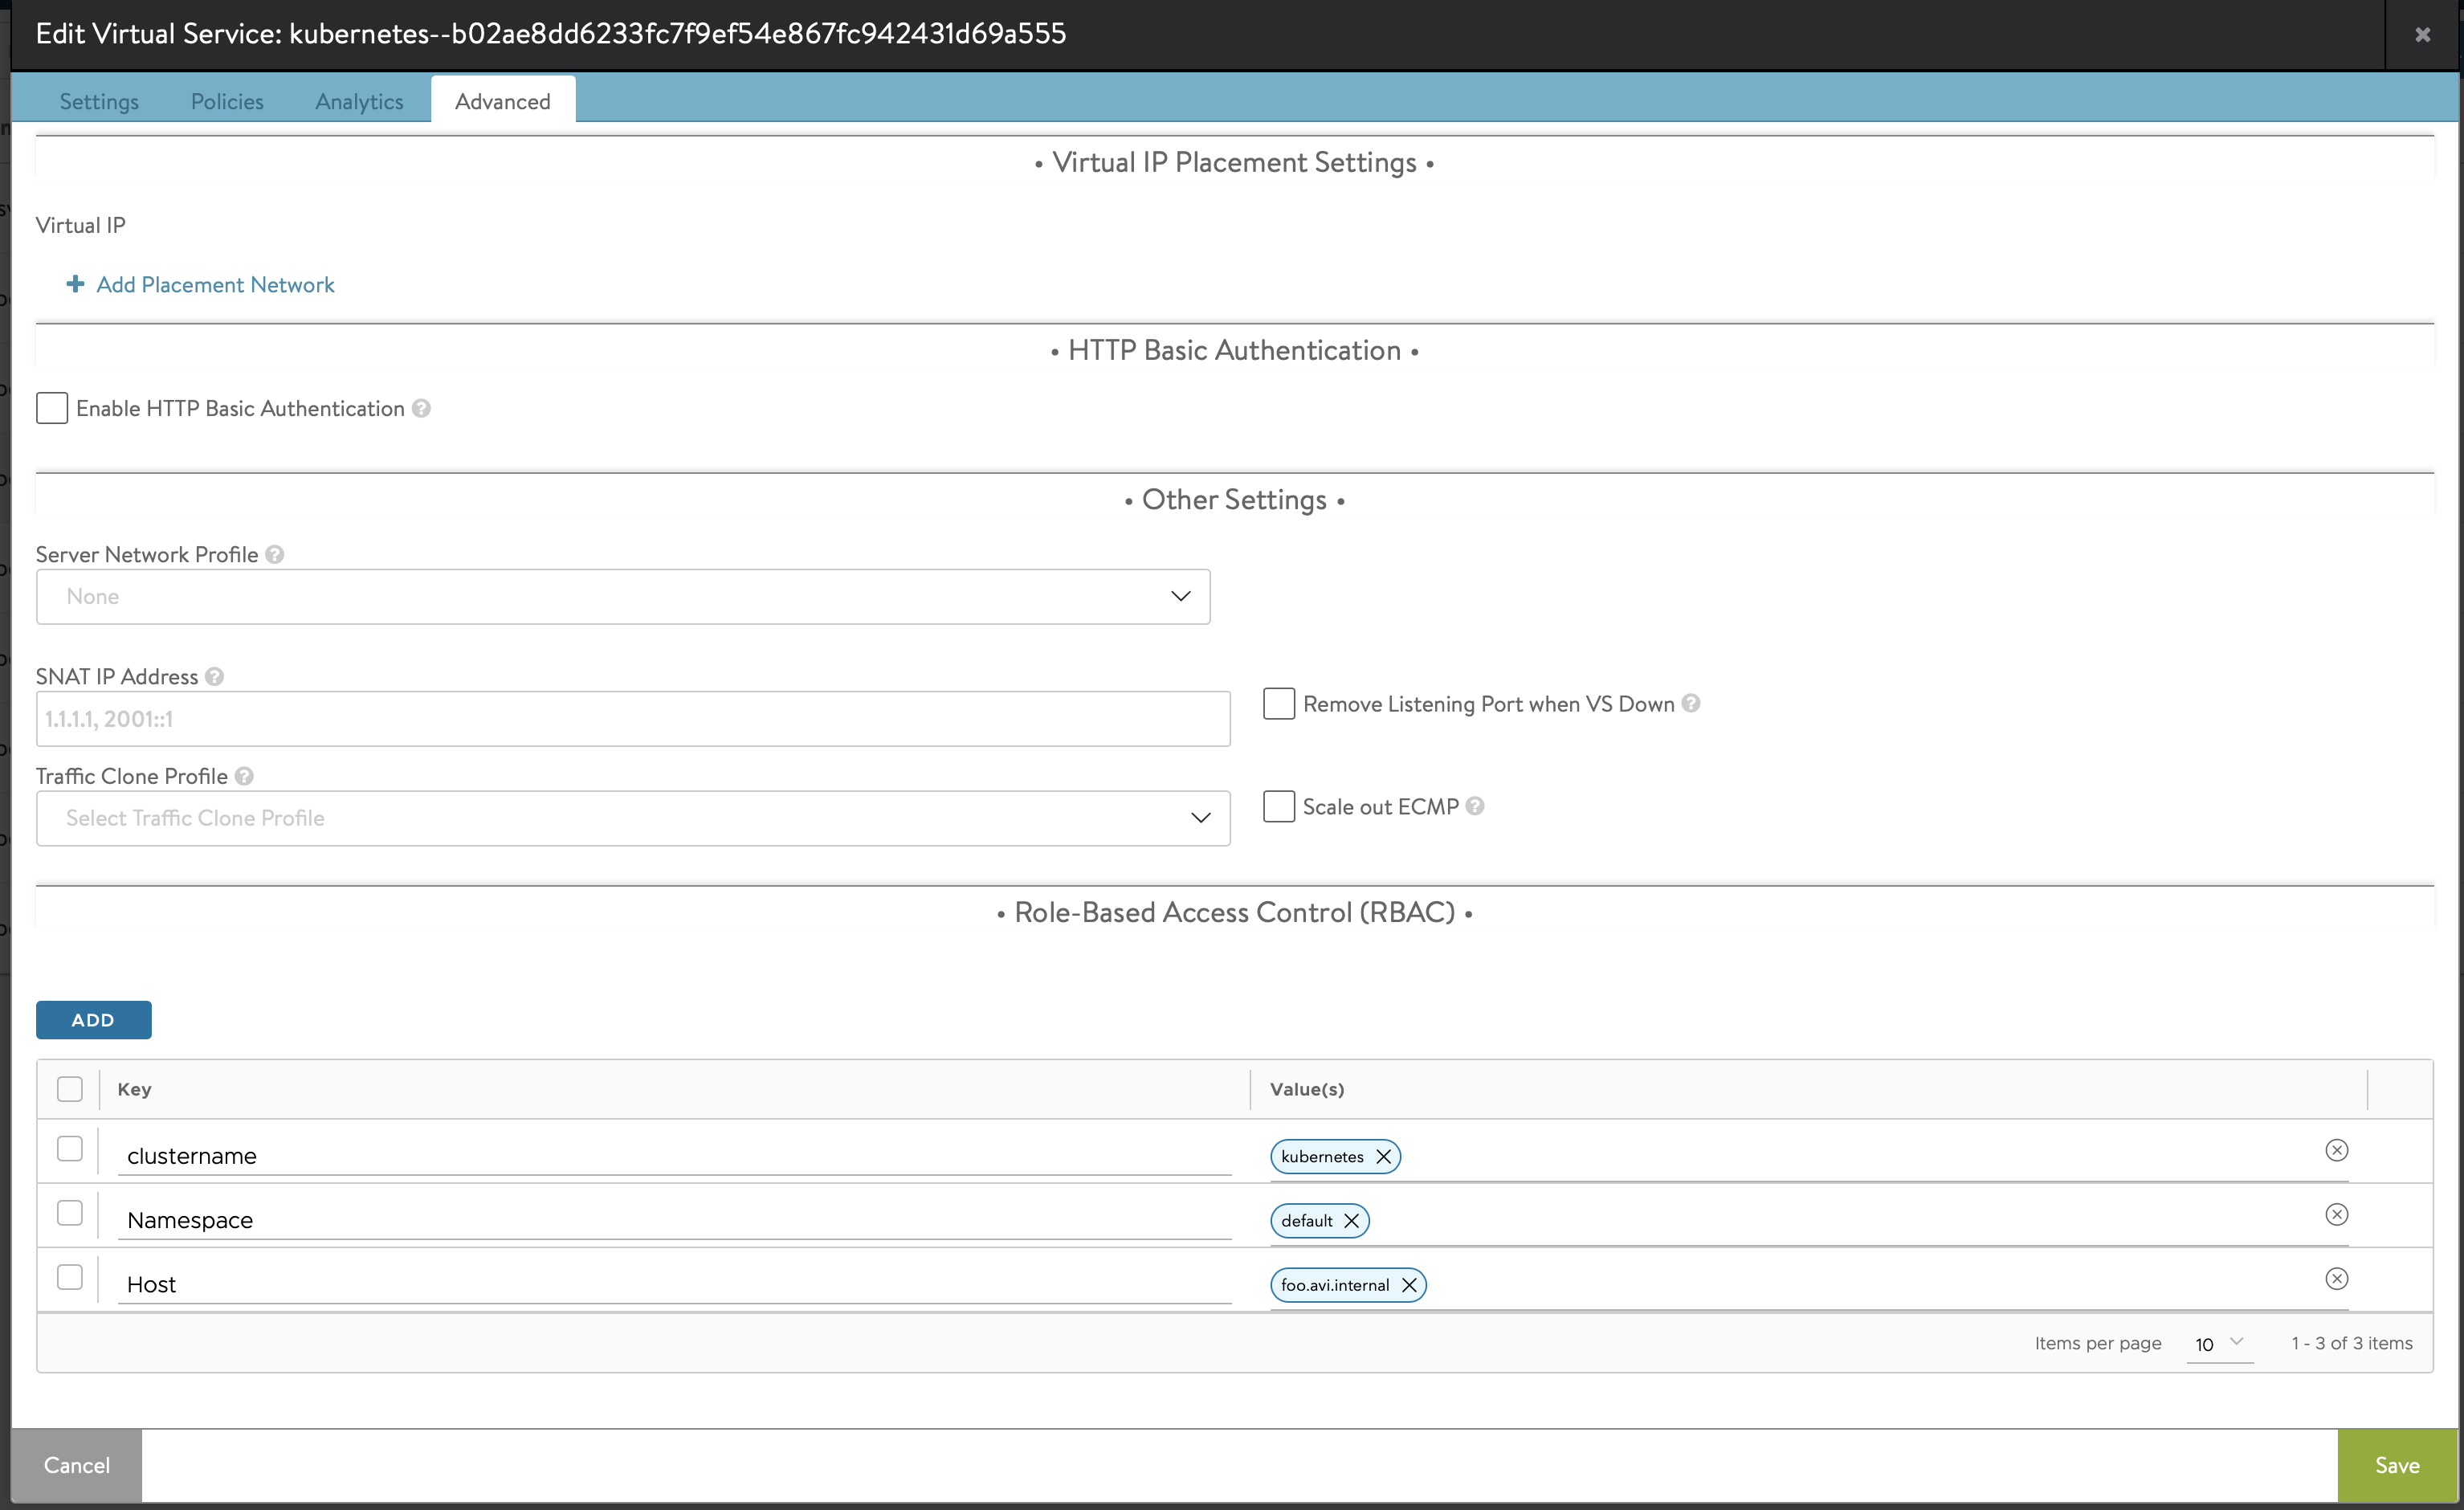 Edit Virtual Service: kubernetes--b02ae8dd6233fc7f9ef54e867fc942431d69a555
Settings Policies Analytics Advanced
• Virtual IP Placement Settings •
Virtual IP
Add Placement Network
• HTTP Basic Authentication •
Enable HTTP Basic Authentication
• Other Settings •
Server Network Profile
None
SNAT IP Address
1.1.1.1, 2001::1
Remove Listening Port when VS Down
Traffic Clone Profile
Select Traffic Clone Profile
Scale out ECMP
• Role-Based Access Control (RBAC) •
ADD
Key Value(s)
clustername kubernetes
Namespace default
Host foo.avi.internal
Items per page 10 1 - 3 of 3 items
Cancel Save